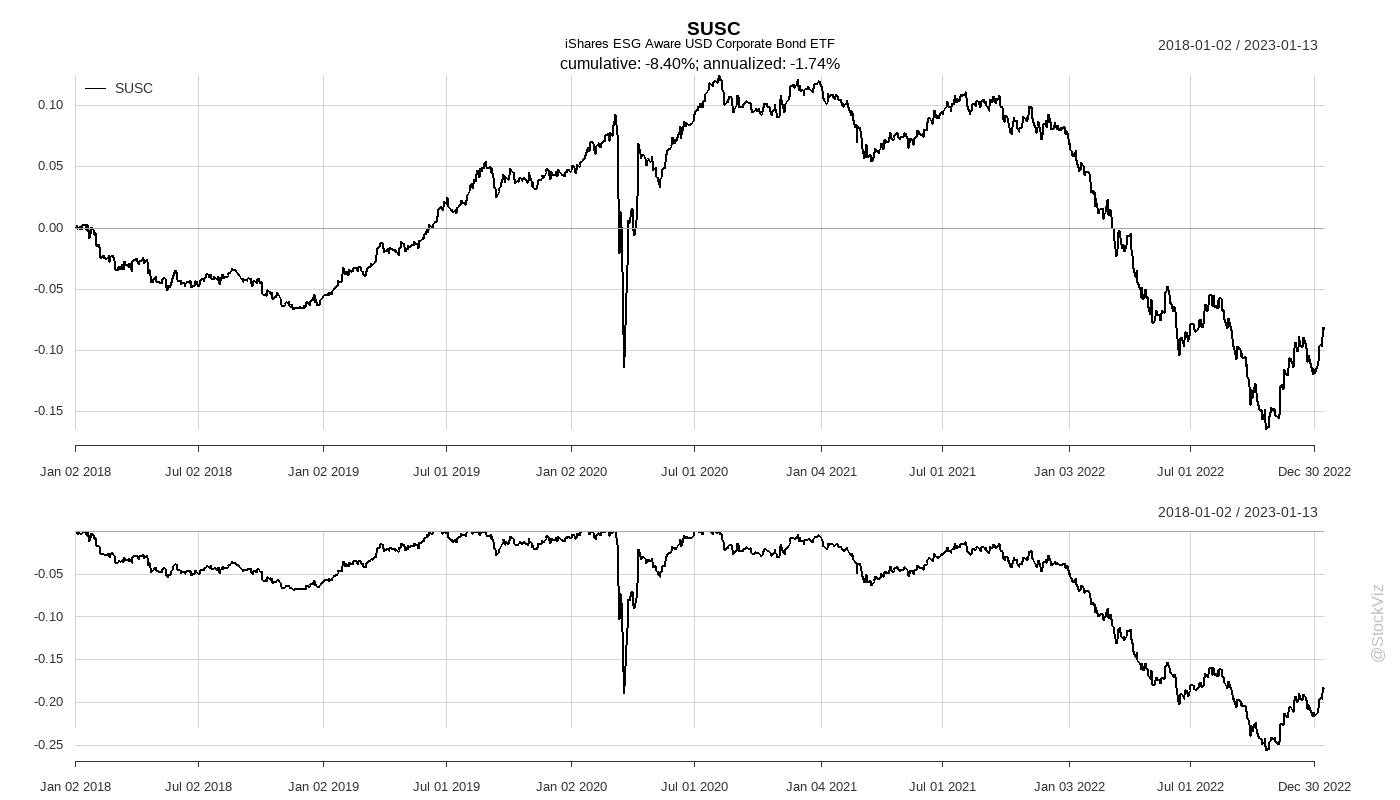 SUSC
iShares ESG Aware USD Corporate Bond ETF
2018-01-02 / 2023-01-13
cumulative: -8.40%; annualized: -1.74%
SUSC
0.10
0.05
0.00
-0.05
-0.10
-0.15
Jan 02 2018 Jul 02 2018 Jan 02 2019 Jul 01 2019 Jan 02 2020 Jul 01 2020 Jan 04 2021 Jul 01 2021 Jan 03 2022 Jul 01 2022 Dec 30 2022
2018-01-02 / 2023-01-13
-0.05
-0.10
-0.15
-0.20
-0.25
Jan 02 2018 Jul 02 2018 Jan 02 2019 Jul 01 2019 Jan 02 2020 Jul 01 2020 Jan 04 2021 Jul 01 2021 Jan 03 2022 Jul 01 2022 Dec 30 2022
@StockViz